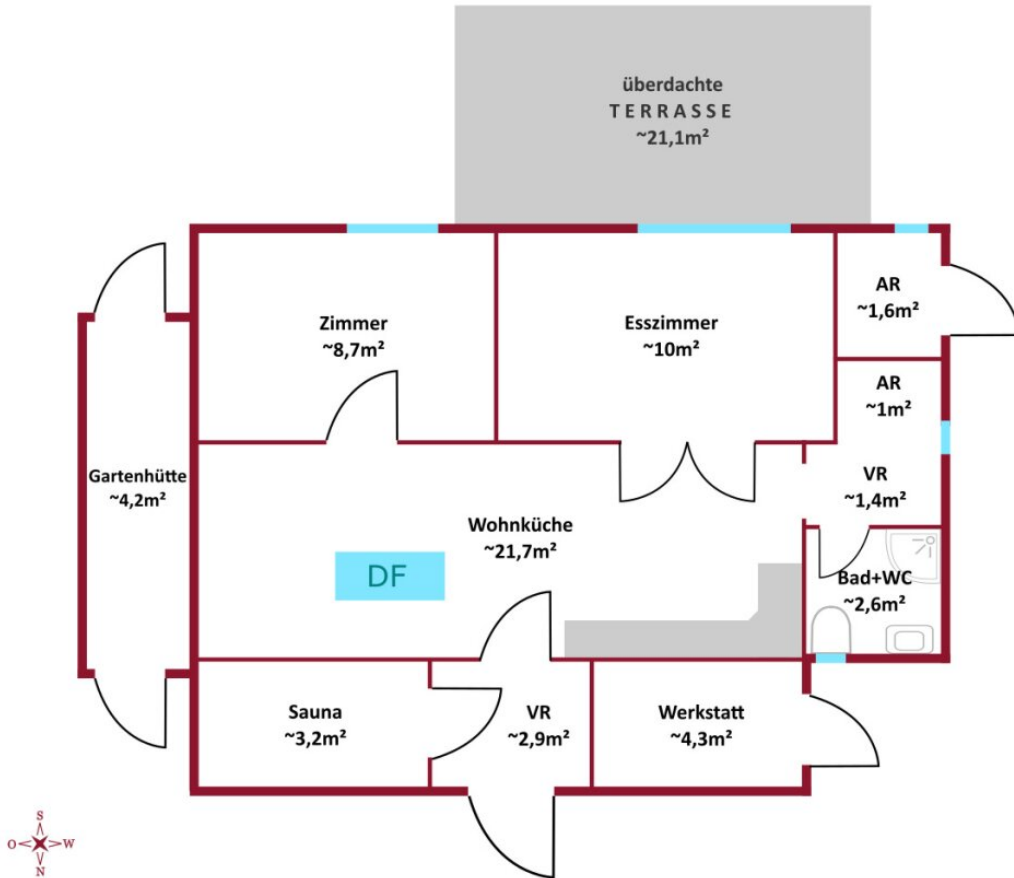 überdachte
TERRASSE
~21,1m²
Zimmer
~8,7m²
Esszimmer
~10m²
AR
~1,6m²
AR
~1m²
Gartenhütte
~4,2m²
VR
~1,4m²
Wohnküche
~21,7m²
DF
Bad+WC
~2,6m²
Sauna
~3,2m²
VR
~2,9m²
Werkstatt
~4,3m²
S
O W
N